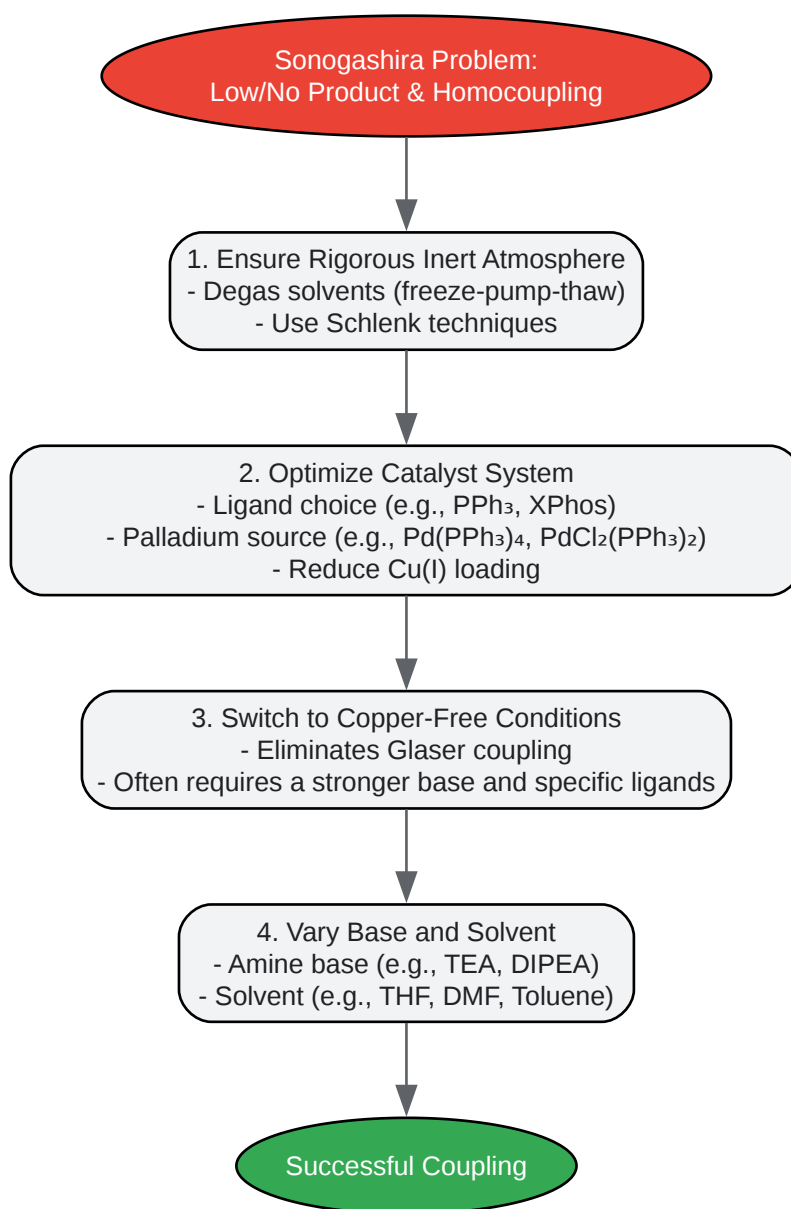 Sonogashira Problem:
Low/No Product & Homocoupling
1. Ensure Rigorous Inert Atmosphere
- Degas solvents (freeze-pump-thaw)
- Use Schlenk techniques
2. Optimize Catalyst System
- Ligand choice (e.g., PPh₃, XPhos)
- Palladium source (e.g., Pd(PPh₃)₄, PdCl₂(PPh₃)₂)
- Reduce Cu(I) loading
3. Switch to Copper-Free Conditions
- Eliminates Glaser coupling
- Often requires a stronger base and specific ligands
4. Vary Base and Solvent
- Amine base (e.g., TEA, DIPEA)
- Solvent (e.g., THF, DMF, Toluene)
Successful Coupling